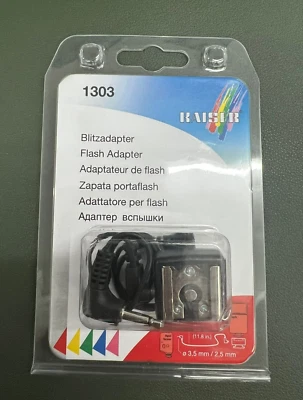 1303
KAISER
Blitzadapter
Flash Adapter
Adaptateur de flash
Zapata portaflash
Adattatore per flash
Адаптер вспышки
ø 3,5 mm / 2,5 mm